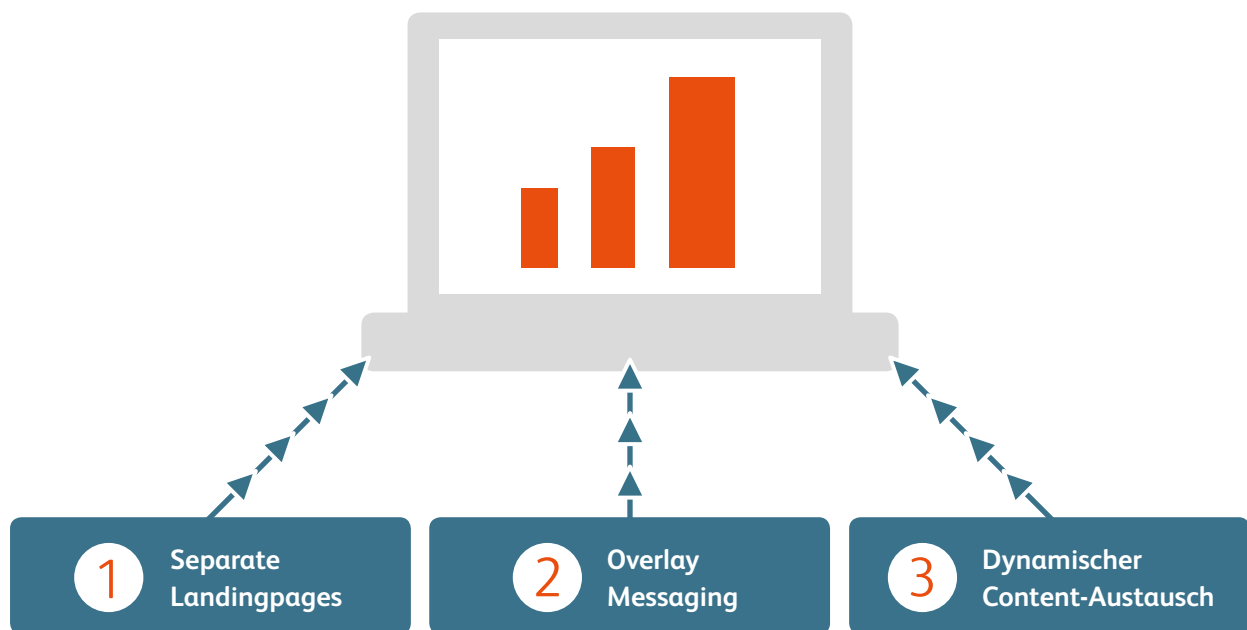 1
Separate
Landingpages
2
Overlay
Messaging
3
Dynamischer
Content-Austausch